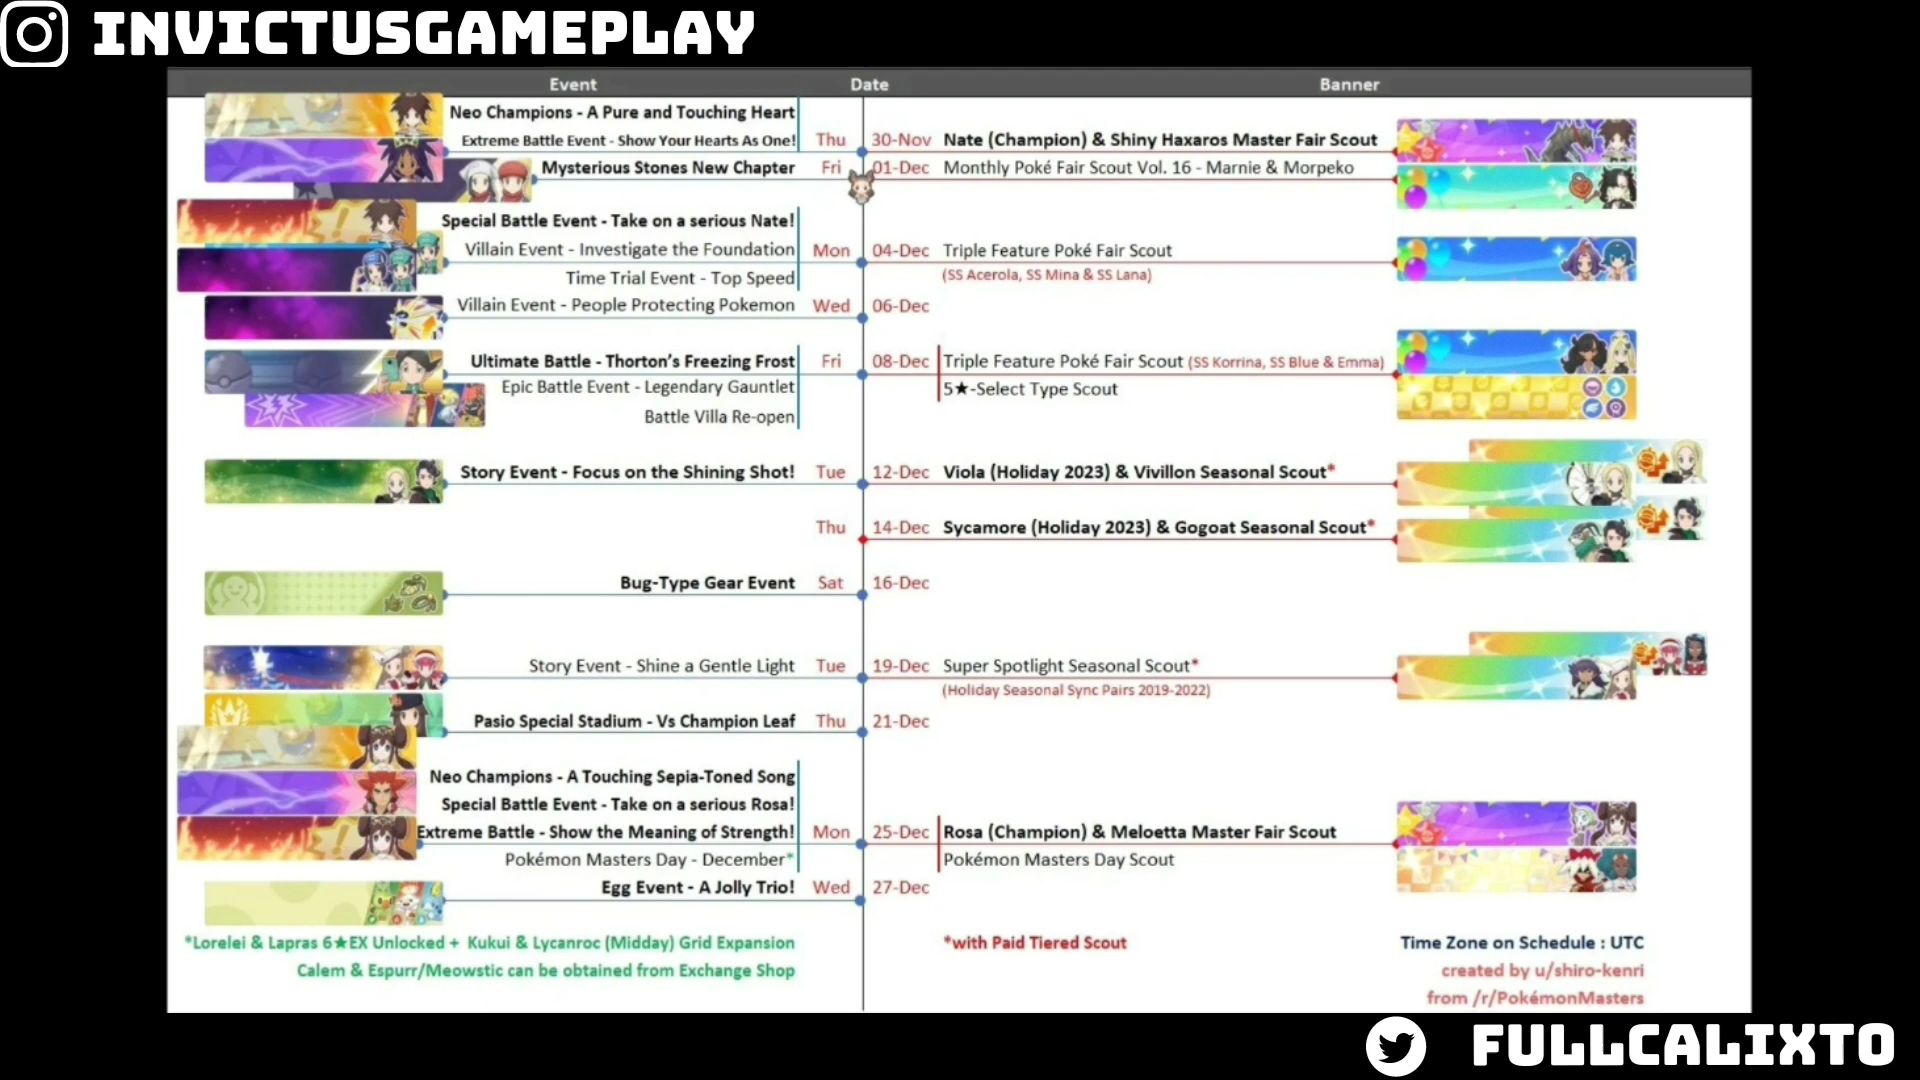 INVICTUSGAMEPLAY
Event Date Banner
Neo Champions - A Pure and Touching Heart
Extreme Battle Event - Show Your Hearts As One! Thu 30-Nov Nate (Champion) & Shiny Haxaros Master Fair Scout
Mysterious Stones New Chapter Fri 01-Dec Monthly Poké Fair Scout Vol. 16 - Marnie & Morpeko
Special Battle Event - Take on a serious Nate!
Villain Event - Investigate the Foundation Mon 04-Dec Triple Feature Poké Fair Scout
(SS Acerola, SS Mina & SS Lana)
Time Trial Event - Top Speed
Villain Event - People Protecting Pokemon Wed 06-Dec
Ultimate Battle - Thorton's Freezing Frost Fri 08-Dec Triple Feature Poké Fair Scout (SS Korrina, SS Blue & Emma)
Epic Battle Event - Legendary Gauntlet 5★-Select Type Scout
Battle Villa Re-open
Story Event - Focus on the Shining Shot! Tue 12-Dec Viola (Holiday 2023) & Vivillon Seasonal Scout*
Thu 14-Dec Sycamore (Holiday 2023) & Gogoat Seasonal Scout*
Bug-Type Gear Event Sat 16-Dec
Story Event - Shine a Gentle Light Tue 19-Dec Super Spotlight Seasonal Scout*
(Holiday Seasonal Sync Pairs 2019-2022)
Pasio Special Stadium - Vs Champion Leaf Thu 21-Dec
Neo Champions - A Touching Sepia-Toned Song
Special Battle Event - Take on a serious Rosa!
Extreme Battle - Show the Meaning of Strength! Mon 25-Dec Rosa (Champion) & Meloetta Master Fair Scout
Pokémon Masters Day - December* Pokémon Masters Day Scout
Egg Event - A Jolly Trio! Wed 27-Dec
*Lorelei & Lapras 6★EX Unlocked + Kukui & Lycanroc (Midday) Grid Expansion *with Paid Tiered Scout Time Zone on Schedule : UTC
Calem & Espurr/Meowstic can be obtained from Exchange Shop created by u/shiro-kenri
from /r/PokémonMasters
FULLCALIXTO